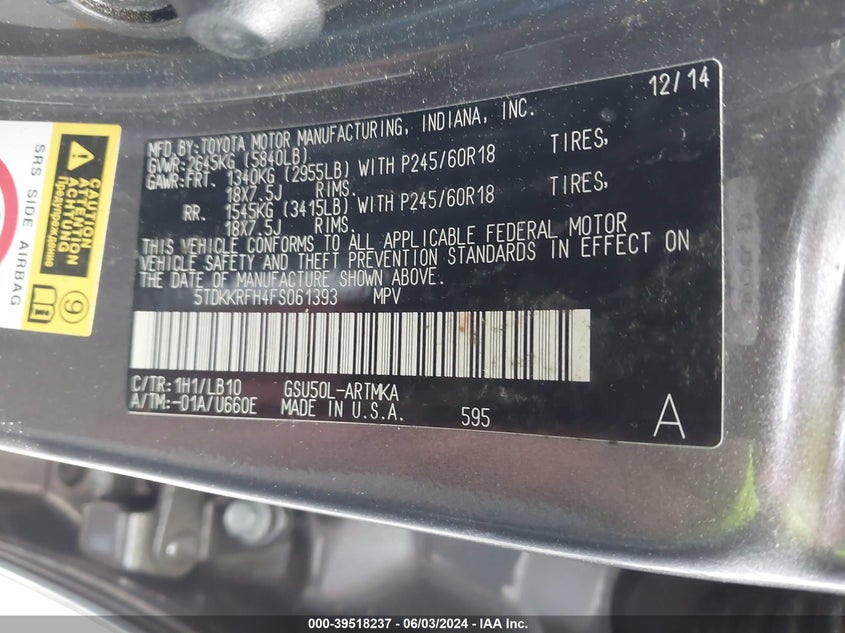 12/14
MFD. BY: TOYOTA MOTOR MANUFACTURING, INDIANA, INC.
GVWR: 2645KG (5840LB)
GAWR: FRT. 1340KG (2955LB) WITH P245/60R18 TIRES,
18X7.5J RIMS.
RR. 1545KG (3415LB) WITH P245/60R18 TIRES,
18X7.5J RIMS.
THIS VEHICLE CONFORMS TO ALL APPLICABLE FEDERAL MOTOR
VEHICLE SAFETY AND THEFT PREVENTION STANDARDS IN EFFECT ON
THE DATE OF MANUFACTURE SHOWN ABOVE.
5TDKKRFH4FS061393 MPV
C/TR: 1H1/LB10 GSU50L-ARTMKA
A/TM: -01A/U660E MADE IN U.S.A. 595
A
CAUTION
ATTENTION
ACHTUNG
Предупреждение
9
SRS SIDE AIRBAG
000-39518237 - 06/03/2024 - IAA Inc.